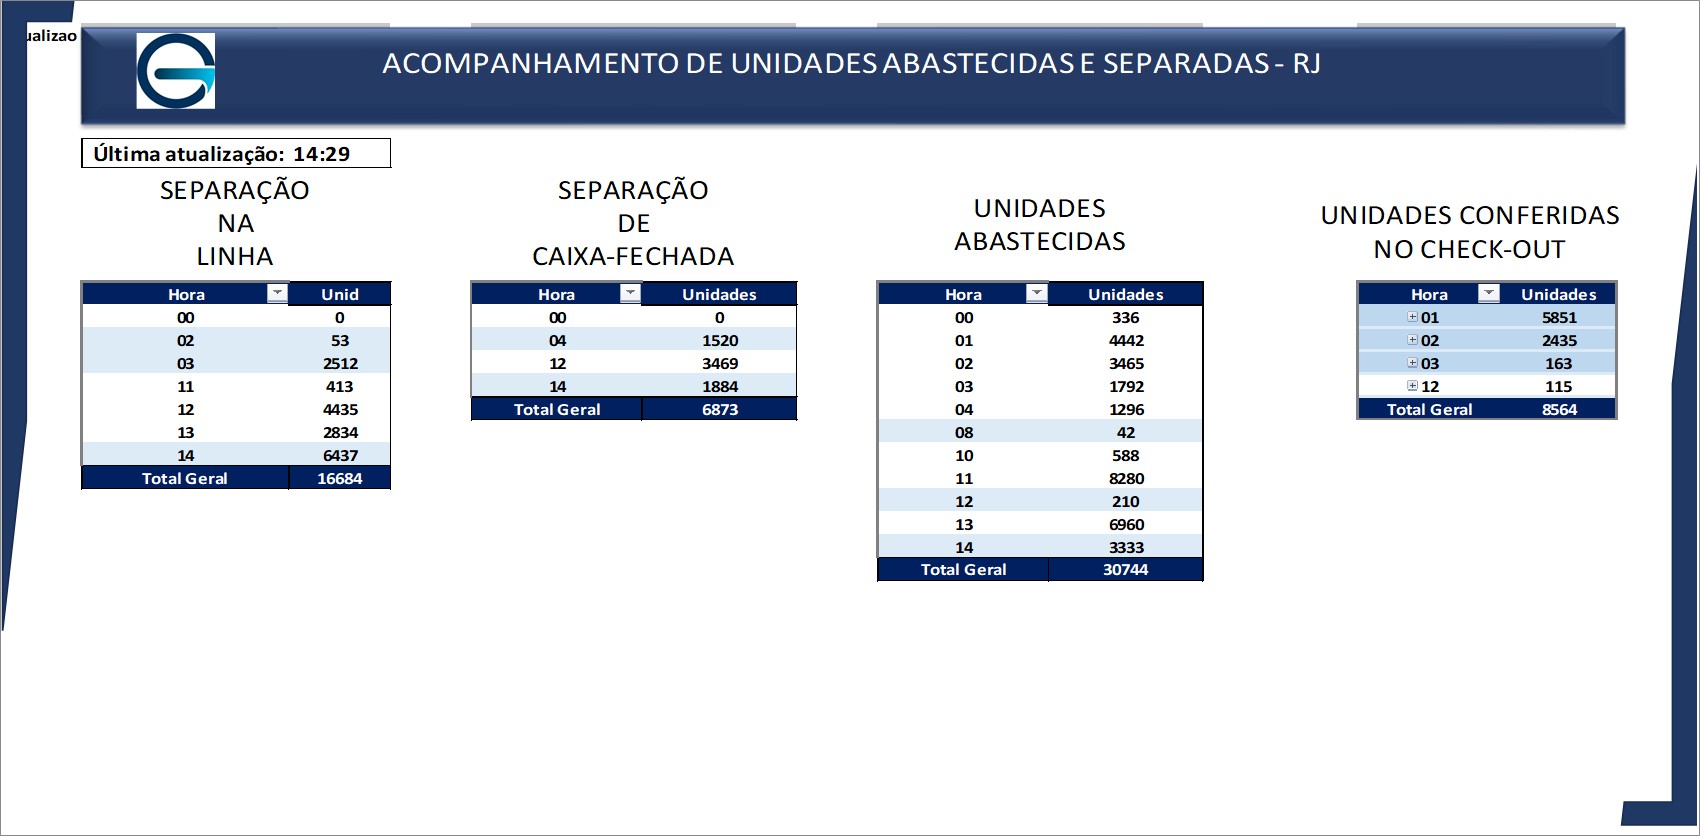 ualizao
ACOMPANHAMENTO DE UNIDADES ABASTECIDAS E SEPARADAS - RJ
Última atualização: 14:29
SEPARAÇÃO
NA
LINHA
Hora Unid
00 0
02 53
03 2512
11 413
12 4435
13 2834
14 6437
Total Geral 16684
SEPARAÇÃO
DE
CAIXA-FECHADA
Hora Unidades
00 0
04 1520
12 3469
14 1884
Total Geral 6873
UNIDADES
ABASTECIDAS
Hora Unidades
00 336
01 4442
02 3465
03 1792
04 1296
08 42
10 588
11 8280
12 210
13 6960
14 3333
Total Geral 30744
UNIDADES CONFERIDAS
NO CHECK-OUT
Hora Unidades
01 5851
02 2435
03 163
12 115
Total Geral 8564